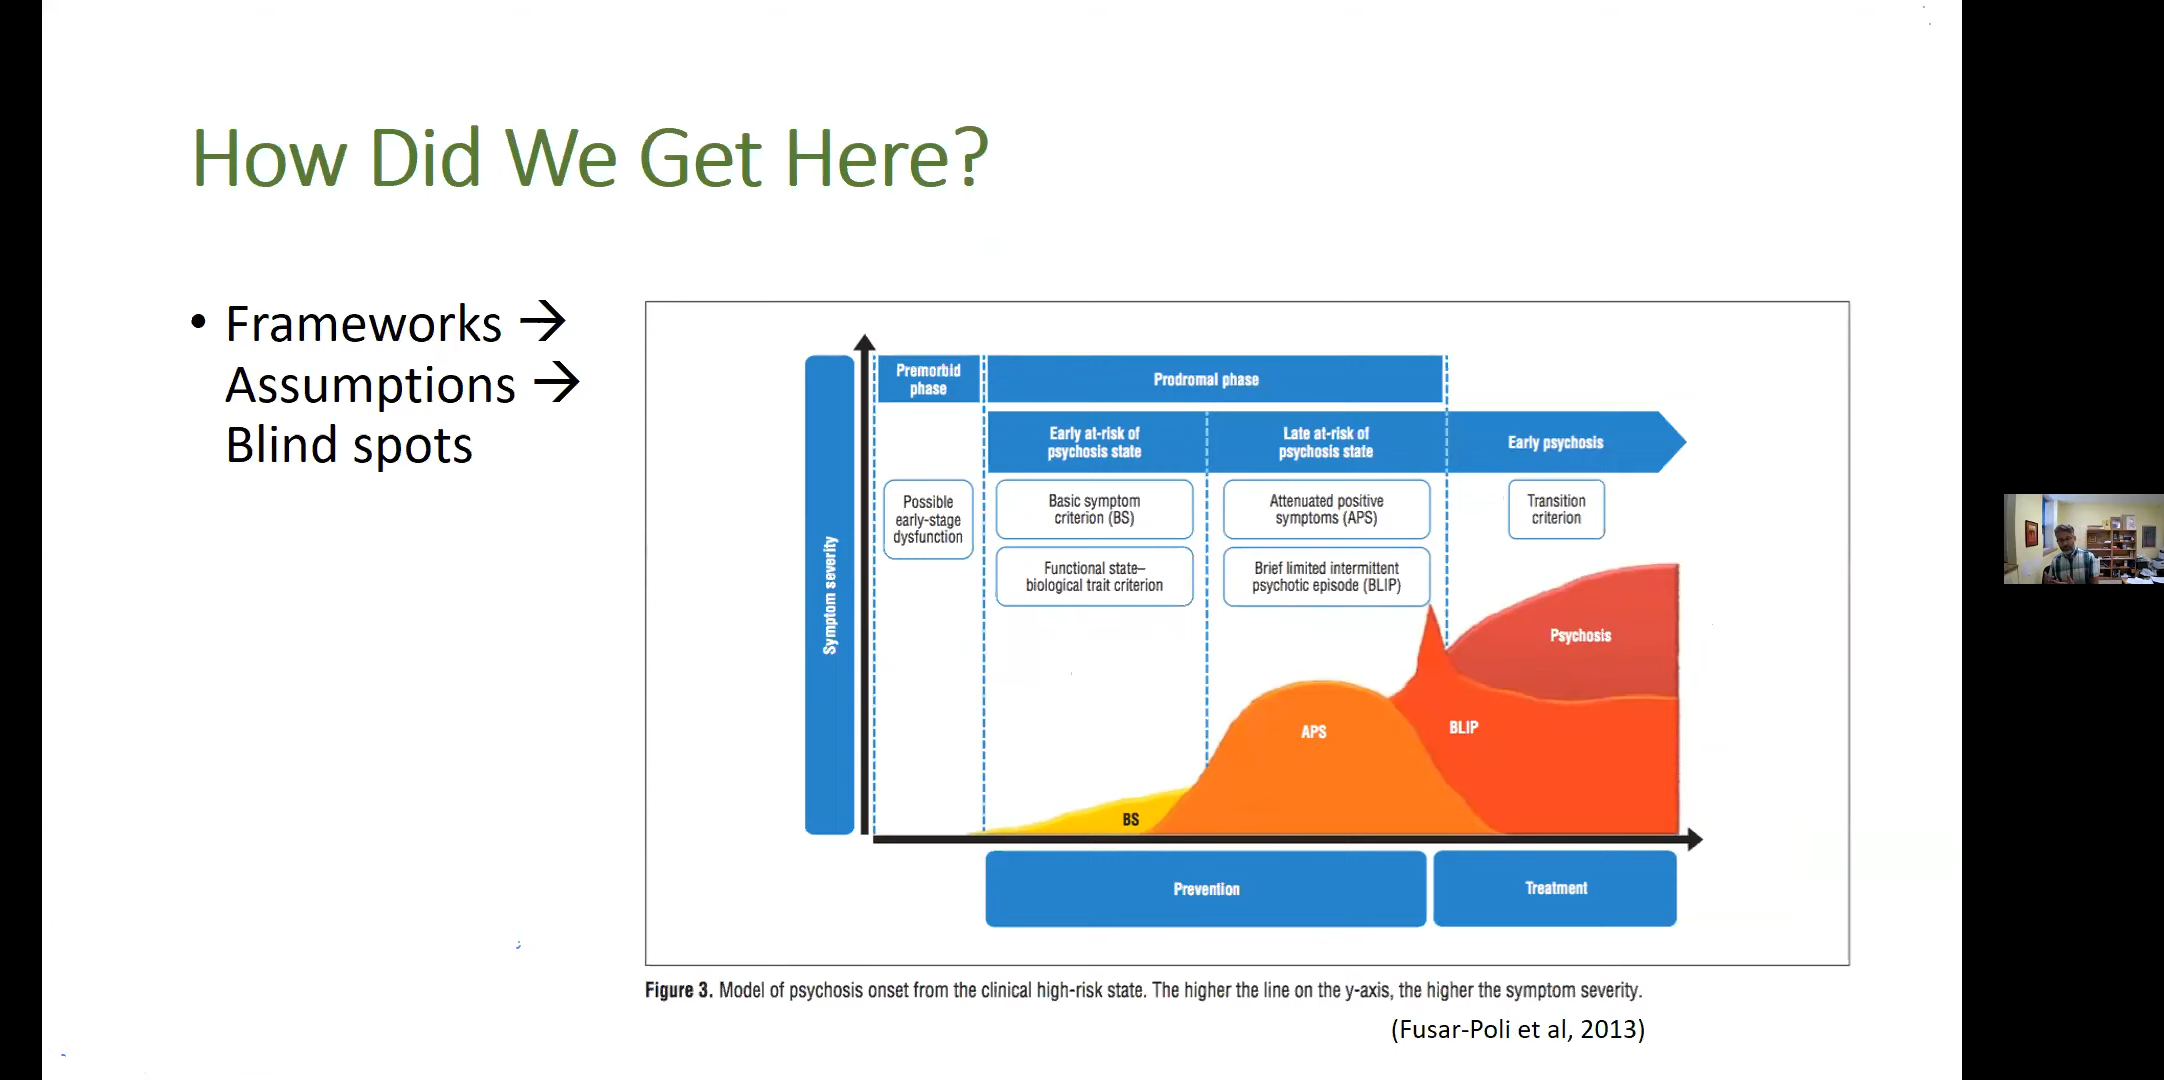 How Did We Get Here?
• Frameworks →
Assumptions →
Blind spots
Symptom severity
Premorbid
phase
Prodromal phase
Early at-risk of
psychosis state
Late at-risk of
psychosis state
Early psychosis
Possible
early-stage
dysfunction
Basic symptom
criterion (BS)
Functional state–
biological trait criterion
Attenuated positive
symptoms (APS)
Brief limited intermittent
psychotic episode (BLIP)
Transition
criterion
Psychosis
APS
BLIP
BS
Prevention
Treatment
Figure 3. Model of psychosis onset from the clinical high-risk state. The higher the line on the y-axis, the higher the symptom severity.
(Fusar-Poli et al, 2013)